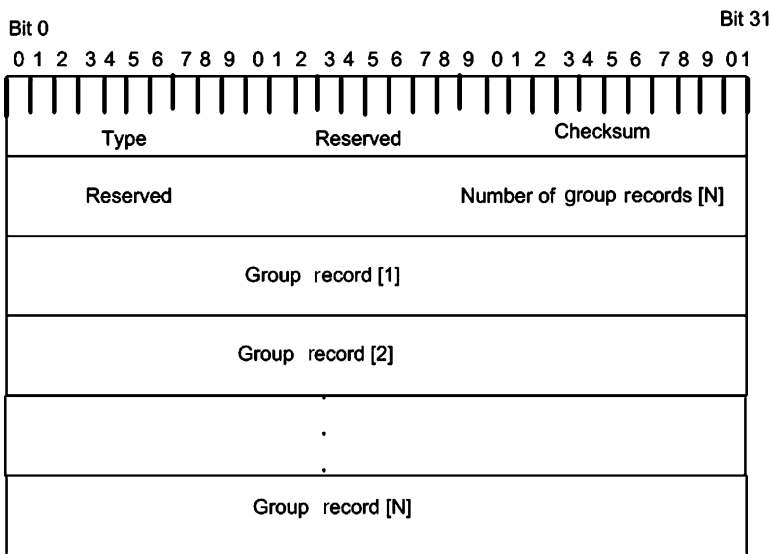 Bit 0 Bit 31
0 1 2 3 4 5 6 7 8 9 0 1 2 3 4 5 6 7 8 9 0 1 2 3 4 5 6 7 8 9 0 1
Type Reserved Checksum
Reserved Number of group records [N]
Group record [1]
Group record [2]
.
.
.
Group record [N]